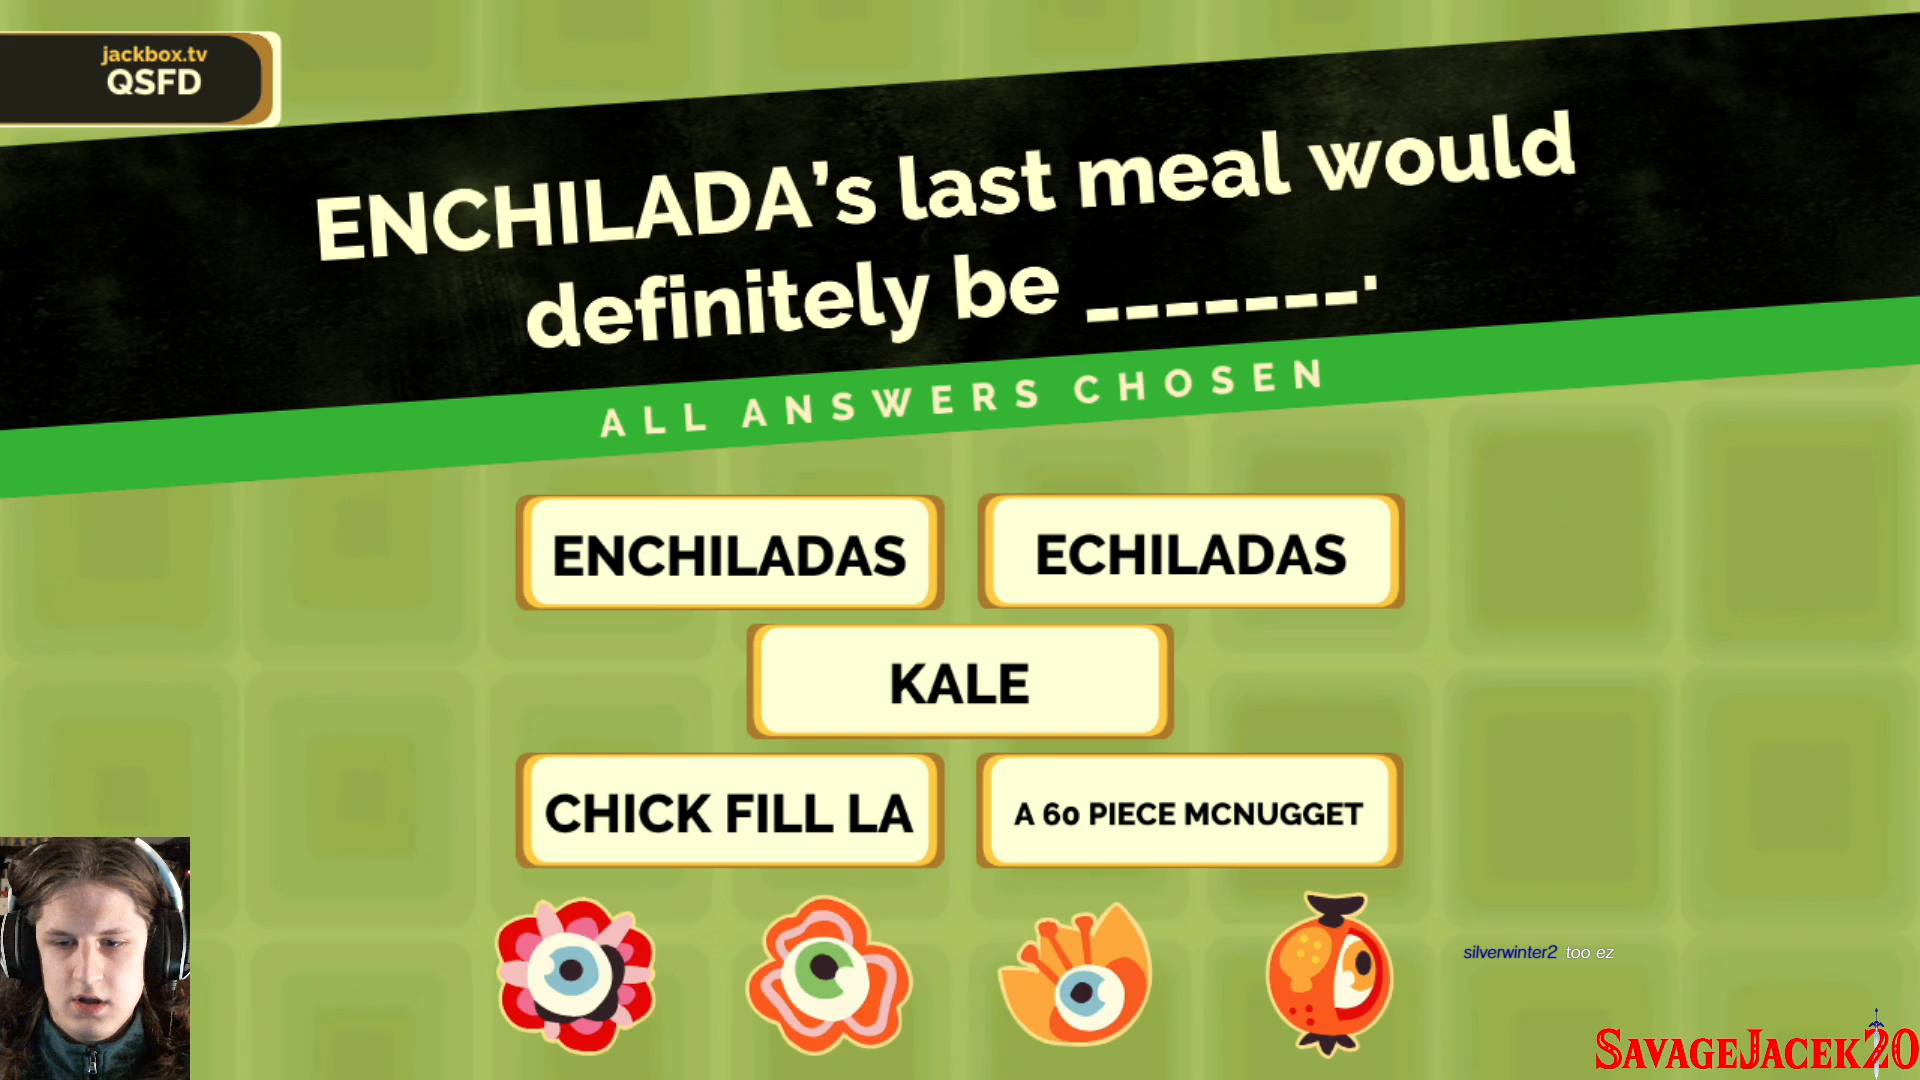 jackbox.tv
QSFD
ENCHILADA's last meal would
definitely be _______.
ALL ANSWERS CHOSEN
ENCHILADAS
ECHILADAS
KALE
CHICK FILL LA
A 60 PIECE MCNUGGET
silverwinter2 too ez
SAVAGEJACEK20